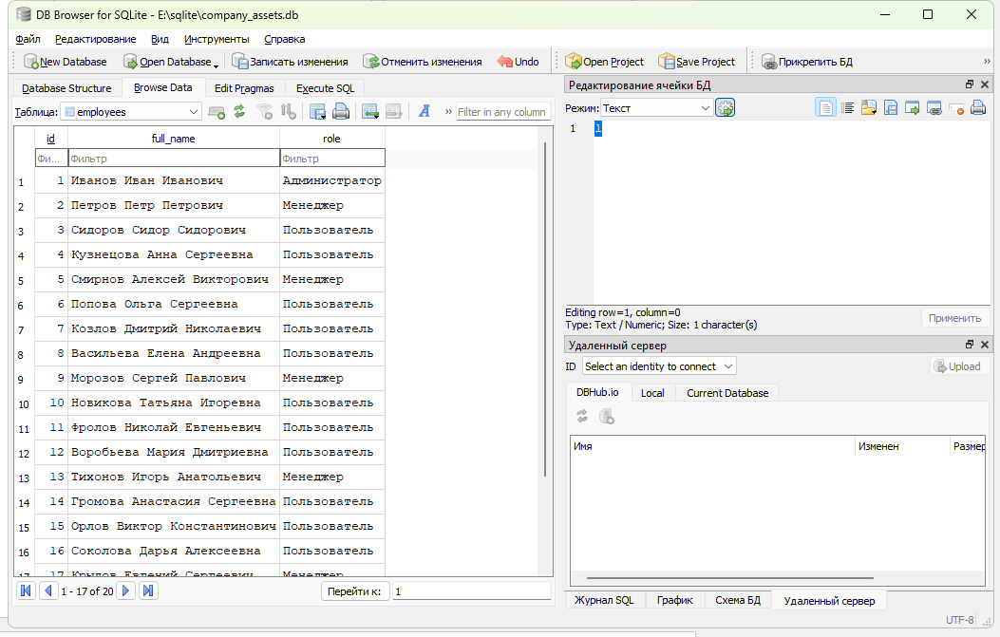 DB Browser for SQLite - E:\sqlite\company_assets.db
Файл Редактирование Вид Инструменты Справка
New Database Open Database Записать изменения Отменить изменения Undo Open Project Save Project Прикрепить БД »
Database Structure Browse Data Edit Pragmas Execute SQL
Таблица: employees » Filter in any column
id full_name role
Фи... Фильтр Фильтр
1 1 Иванов Иван Иванович Администратор
2 2 Петров Петр Петрович Менеджер
3 3 Сидоров Сидор Сидорович Пользователь
4 4 Кузнецова Анна Сергеевна Пользователь
5 5 Смирнов Алексей Викторович Менеджер
6 6 Попова Ольга Сергеевна Пользователь
7 7 Козлов Дмитрий Николаевич Пользователь
8 8 Васильева Елена Андреевна Пользователь
9 9 Морозов Сергей Павлович Менеджер
10 10 Новикова Татьяна Игоревна Пользователь
11 11 Фролов Николай Евгеньевич Пользователь
12 12 Воробьева Мария Дмитриевна Пользователь
13 13 Тихонов Игорь Анатольевич Менеджер
14 14 Громова Анастасия Сергеевна Пользователь
15 15 Орлов Виктор Константинович Пользователь
16 16 Соколова Дарья Алексеевна Пользователь
17 17 Крылов Евгений Сергеевич Менеджер
1 - 17 of 20 Перейти к: 1
Редактирование ячейки БД
Режим: Текст
1 1
Editing row=1, column=0
Type: Text / Numeric; Size: 1 character(s)
Применить
Удаленный сервер
ID Select an identity to connect Upload
DBHub.io Local Current Database
Имя Изменен Размер
Журнал SQL График Схема БД Удаленный сервер
UTF-8